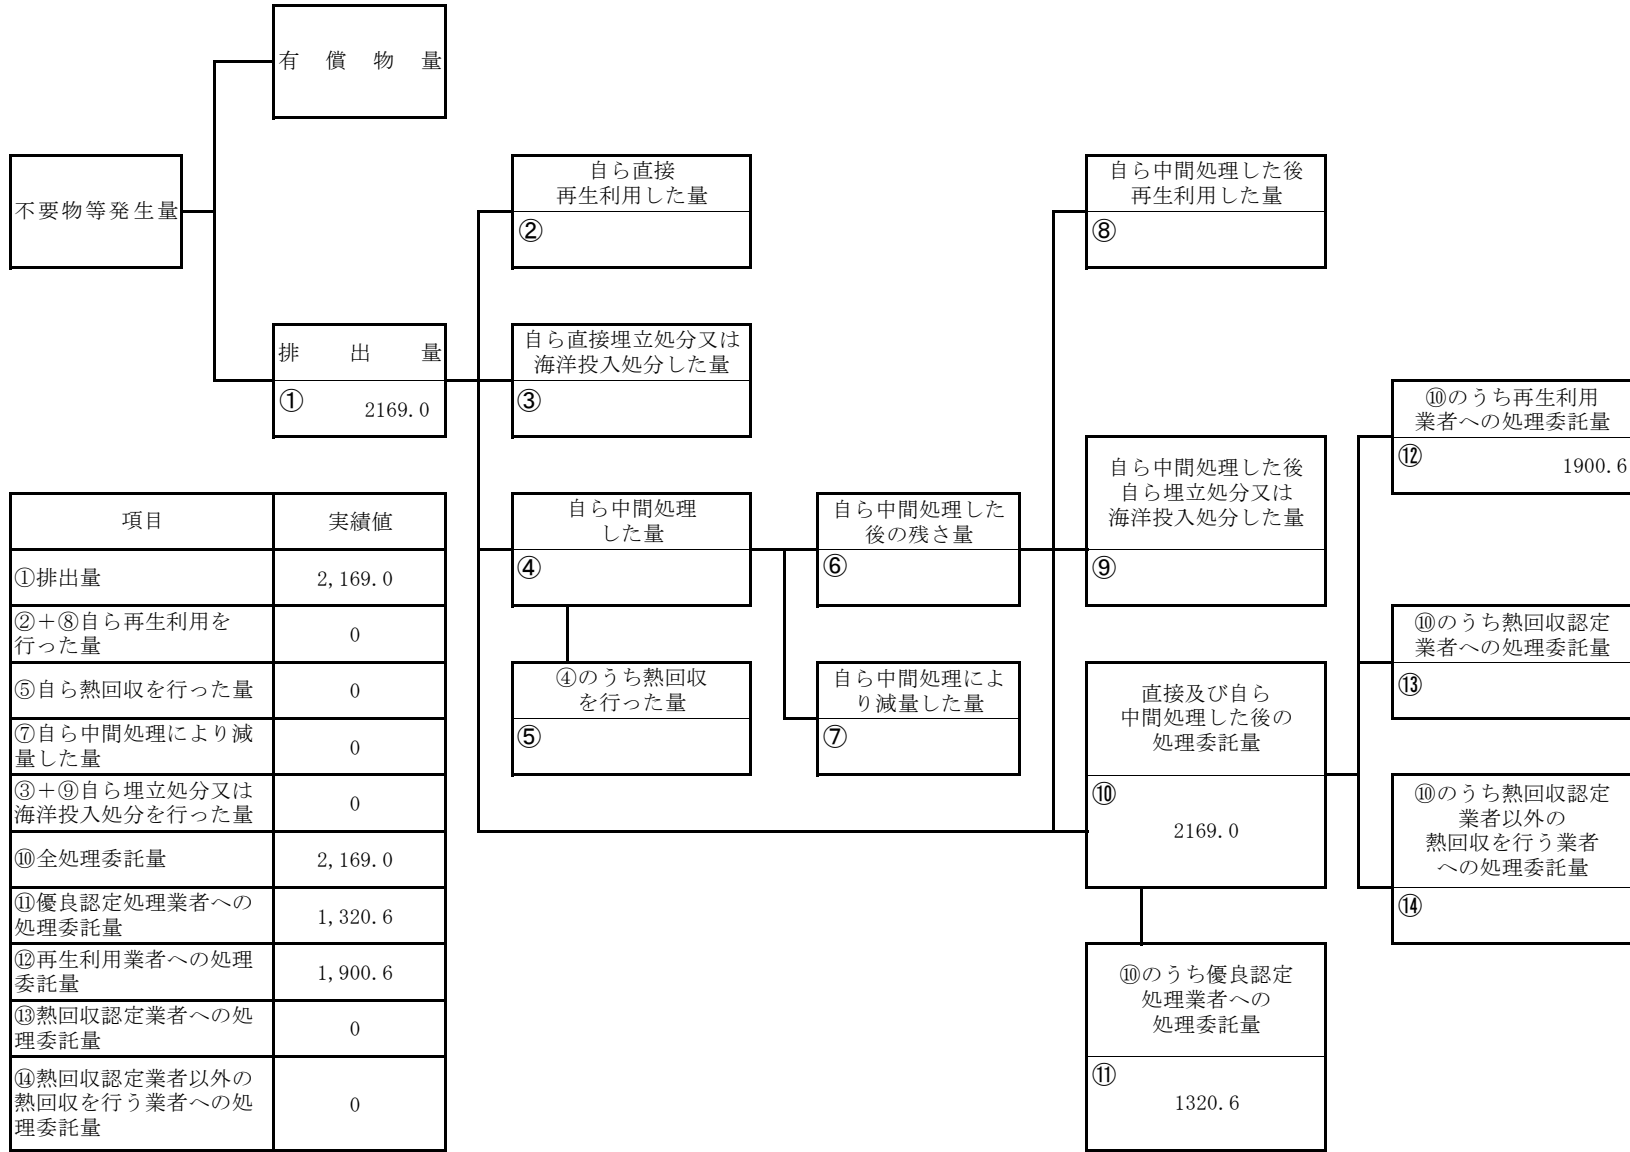 有償物量
不要物等発生量
排出量
①
2169.0
自ら直接
再生利用した量
②
自ら直接埋立処分又は
海洋投入処分した量
③
自ら中間処理
した量
④
④のうち熱回収
を行った量
⑤
自ら中間処理した
後の残さ量
⑥
自ら中間処理によ
り減量した量
⑦
自ら中間処理した後
再生利用した量
⑧
自ら中間処理した後
自ら埋立処分又は
海洋投入処分した量
⑨
直接及び自ら
中間処理した後の
処理委託量
⑩
2169.0
⑩のうち優良認定
処理業者への
処理委託量
⑪
1320.6
⑩のうち再生利用
業者への処理委託量
⑫
1900.6
⑩のうち熱回収認定
業者への処理委託量
⑬
⑩のうち熱回収認定
業者以外の
熱回収を行う業者
への処理委託量
⑭
項目 実績値
①排出量 2,169.0
②＋⑧自ら再生利用を
行った量 0
⑤自ら熱回収を行った量 0
⑦自ら中間処理により減
量した量 0
③＋⑨自ら埋立処分又は
海洋投入処分を行った量 0
⑩全処理委託量 2,169.0
⑪優良認定処理業者への
処理委託量 1,320.6
⑫再生利用業者への処理
委託量 1,900.6
⑬熱回収認定業者への処
理委託量 0
⑭熱回収認定業者以外の
熱回収を行う業者への処
理委託量 0